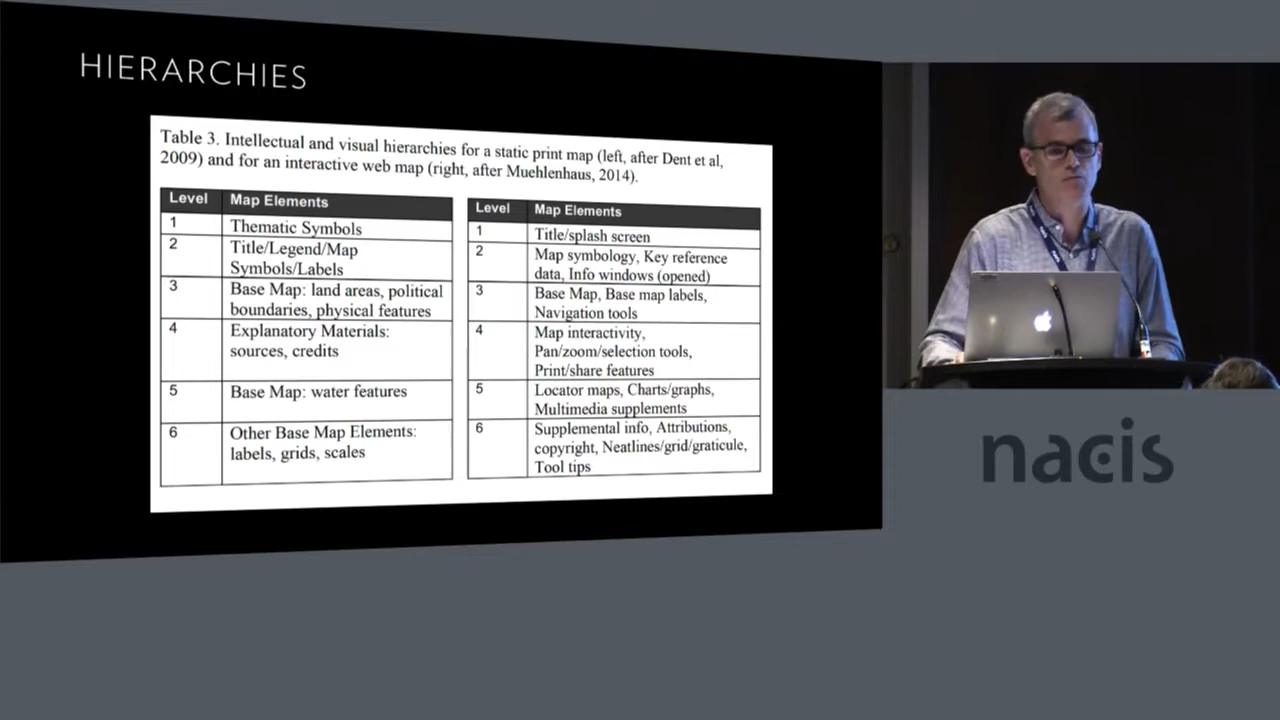 HIERARCHIES
Table 3. Intellectual and visual hierarchies for a static print map (left, after Dent et al,
2009) and for an interactive web map (right, after Muehlenhaus, 2014).
Level Map Elements
1 Thematic Symbols
2 Title/Legend/Map
Symbols/Labels
3 Base Map: land areas, political
boundaries, physical features
4 Explanatory Materials:
sources, credits
5 Base Map: water features
6 Other Base Map Elements:
labels, grids, scales
Level Map Elements
1 Title/splash screen
2 Map symbology, Key reference
data, Info windows (opened)
3 Base Map, Base map labels,
Navigation tools
4 Map interactivity,
Pan/zoom/selection tools,
Print/share features
5 Locator maps, Charts/graphs,
Multimedia supplements
6 Supplemental info, Attributions,
copyright, Neatlines/grid/graticule,
Tool tips
nacis